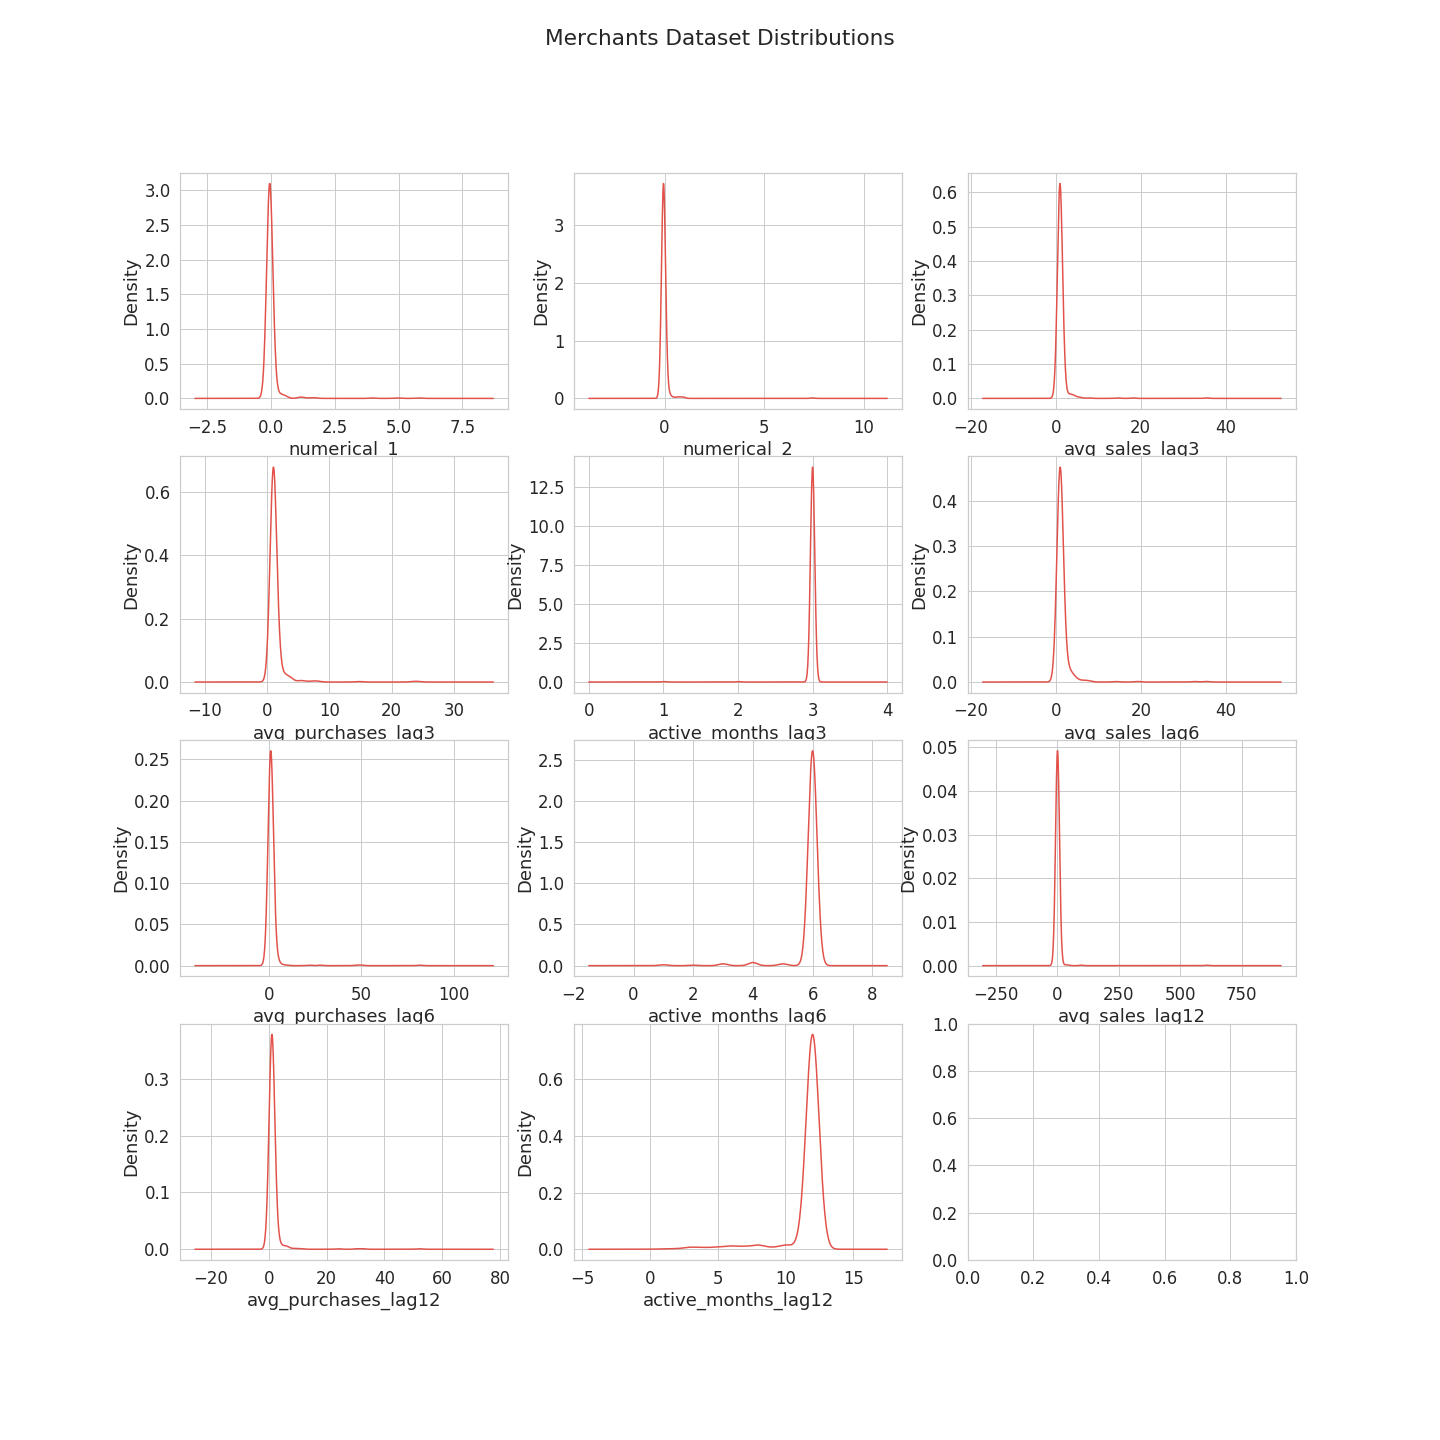 Merchants Dataset Distributions
3.0
2.5
2.0
1.5
1.0
0.5
0.0
Density
−2.5 0.0 2.5 5.0 7.5
numerical_1
3
2
1
0
Density
0 5 10
numerical_2
0.6
0.5
0.4
0.3
0.2
0.1
0.0
Density
−20 0 20 40
avg_sales_lag3
0.6
0.4
0.2
0.0
Density
−10 0 10 20 30
avg_purchases_lag3
12.5
10.0
7.5
5.0
2.5
0.0
Density
0 1 2 3 4
active_months_lag3
0.4
0.3
0.2
0.1
0.0
Density
−20 0 20 40
avg_sales_lag6
0.25
0.20
0.15
0.10
0.05
0.00
Density
0 50 100
avg_purchases_lag6
2.5
2.0
1.5
1.0
0.5
0.0
Density
−2 0 2 4 6 8
active_months_lag6
0.05
0.04
0.03
0.02
0.01
0.00
Density
−250 0 250 500 750
avg_sales_lag12
0.3
0.2
0.1
0.0
Density
−20 0 20 40 60 80
avg_purchases_lag12
0.6
0.4
0.2
0.0
Density
−5 0 5 10 15
active_months_lag12
1.0
0.8
0.6
0.4
0.2
0.0
0.0 0.2 0.4 0.6 0.8 1.0